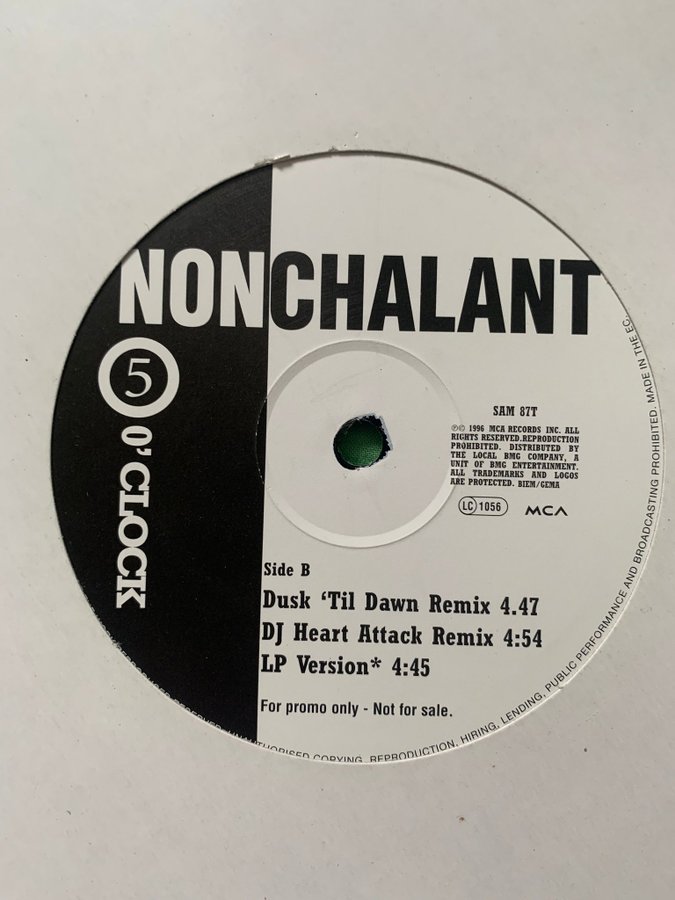 NONCHALANT
5
O'CLOCK
SAM 87T
℗© 1996 MCA RECORDS INC. ALL
RIGHTS RESERVED.REPRODUCTION
PROHIBITED. DISTRIBUTED BY
THE LOCAL BMG COMPANY, A
UNIT OF BMG ENTERTAINMENT.
ALL TRADEMARKS AND LOGOS
ARE PROTECTED. BIEM/GEMA
LC 1056
MCA
Side B
Dusk ‘Til Dawn Remix 4.47
DJ Heart Attack Remix 4:54
LP Version* 4:45
For promo only - Not for sale.
COPYING, REPRODUCTION, HIRING, LENDING, PUBLIC PERFORMANCE AND BROADCASTING PROHIBITED. MADE IN THE EC.